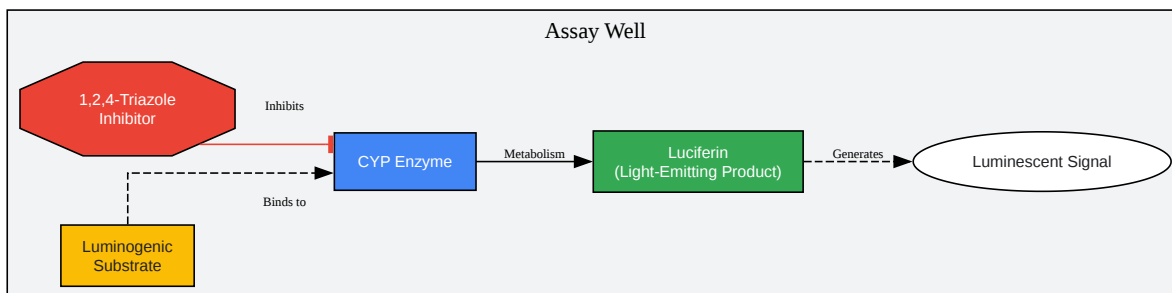 Assay Well
1,2,4-Triazole
Inhibitor
Inhibits
CYP Enzyme
Metabolism
Luciferin
(Light-Emitting Product)
Generates
Luminescent Signal
Binds to
Luminogenic
Substrate